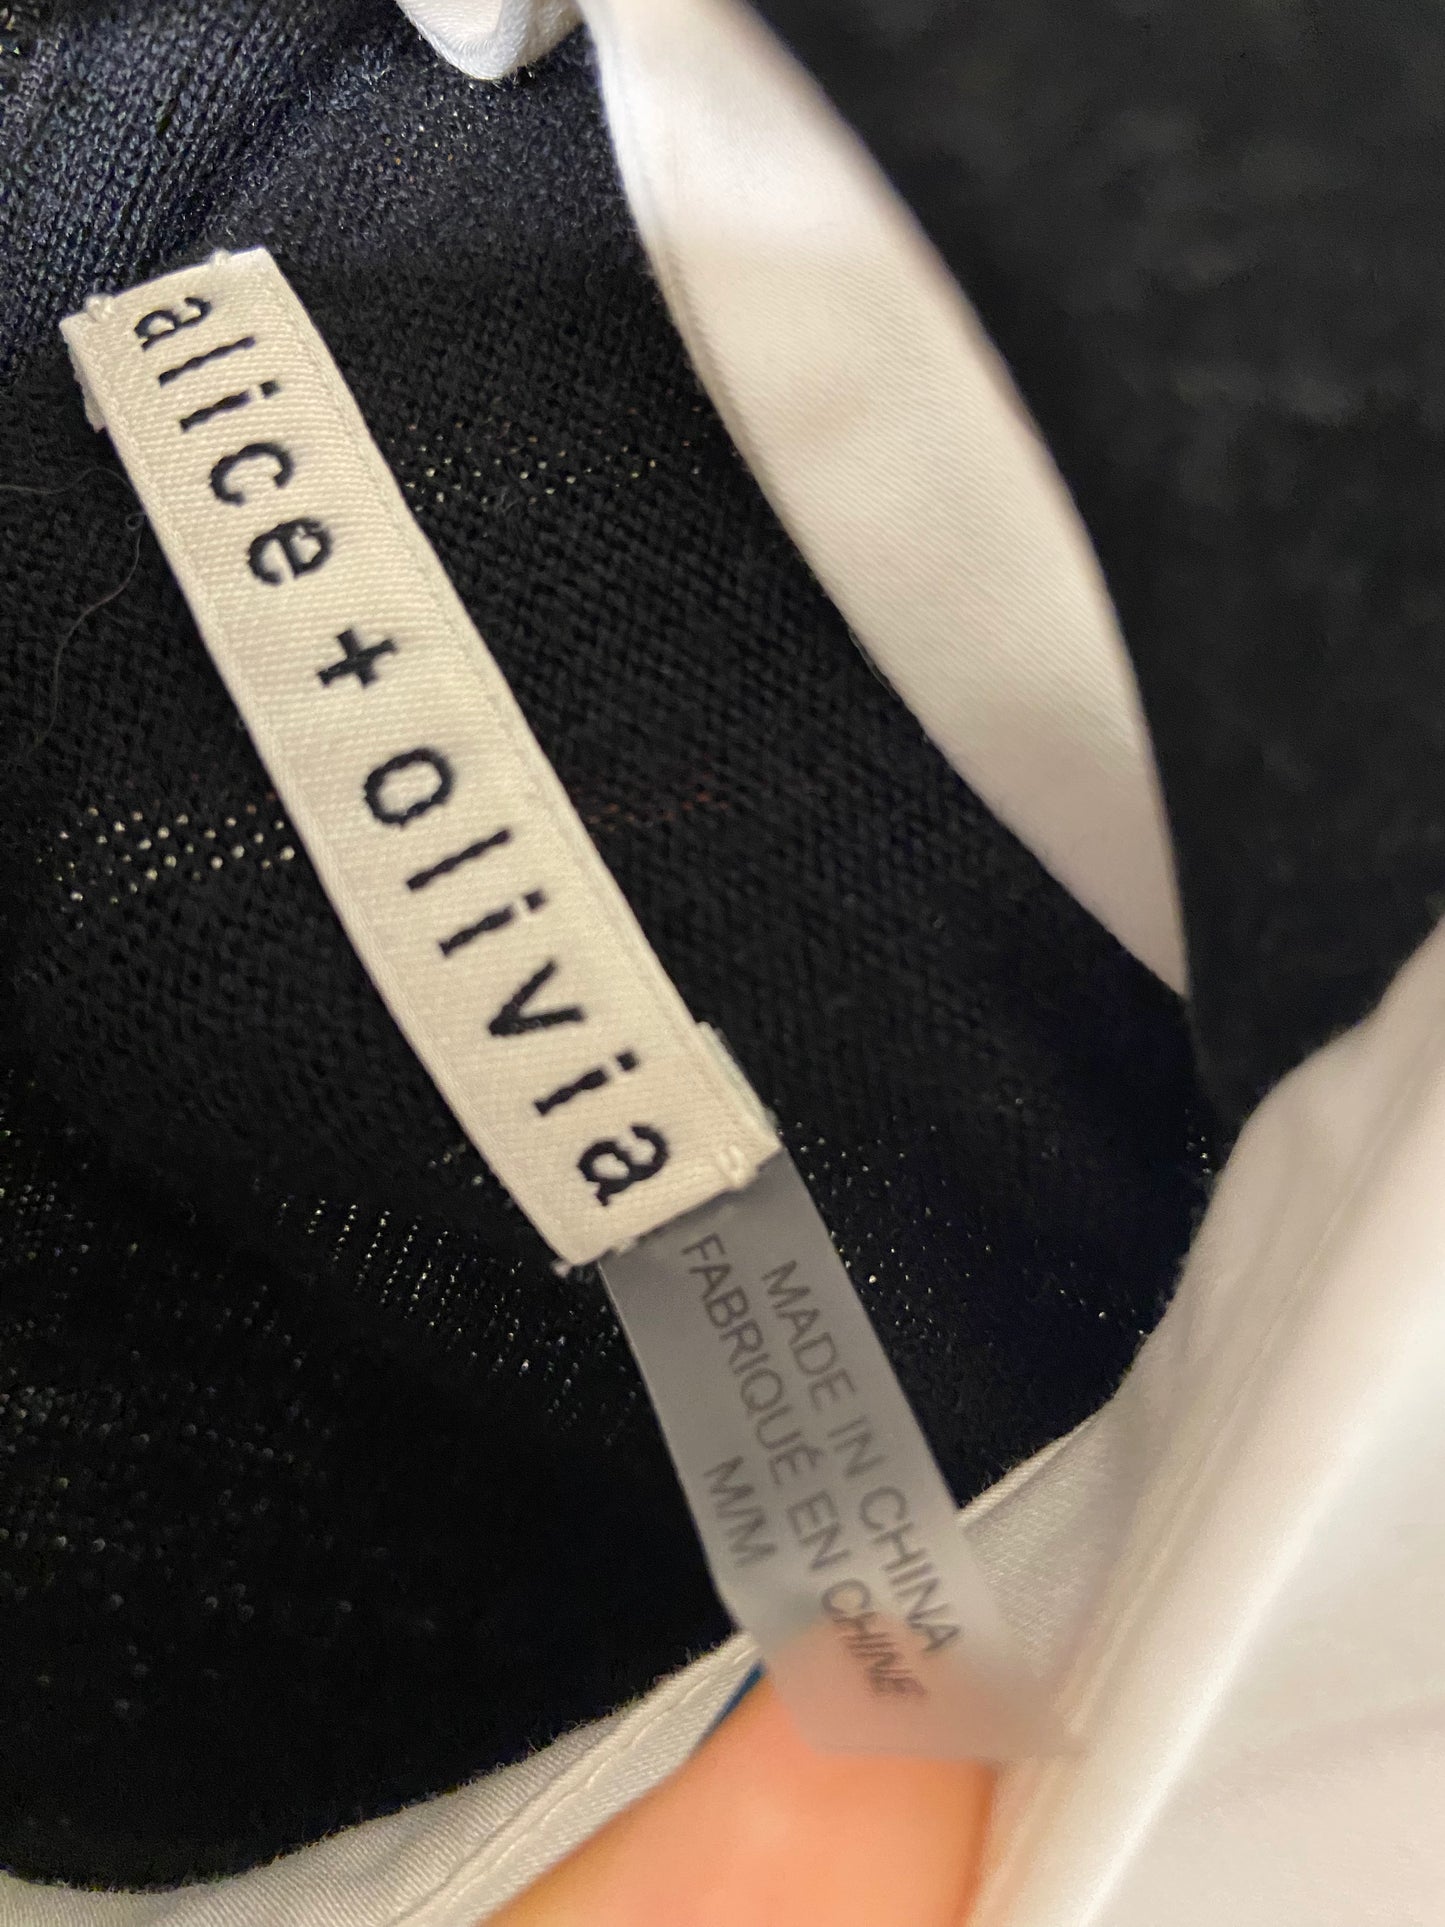 alice + olivia
MADE IN CHINA
FABRIQUÉ EN CHINE
M/M